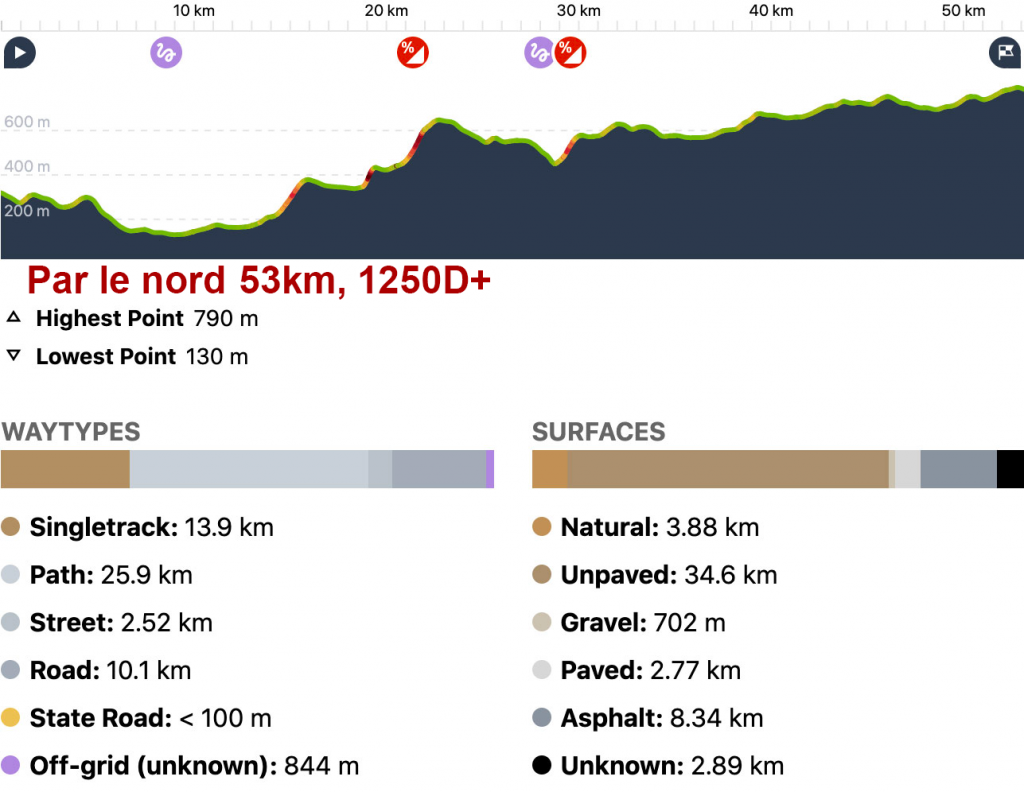 10 km 20 km 30 km 40 km 50 km
% %
600 m
400 m
200 m
Par le nord 53km, 1250D+
Highest Point 790 m
Lowest Point 130 m
WAYTYPES
Singletrack: 13.9 km
Path: 25.9 km
Street: 2.52 km
Road: 10.1 km
State Road: < 100 m
Off-grid (unknown): 844 m
SURFACES
Natural: 3.88 km
Unpaved: 34.6 km
Gravel: 702 m
Paved: 2.77 km
Asphalt: 8.34 km
Unknown: 2.89 km